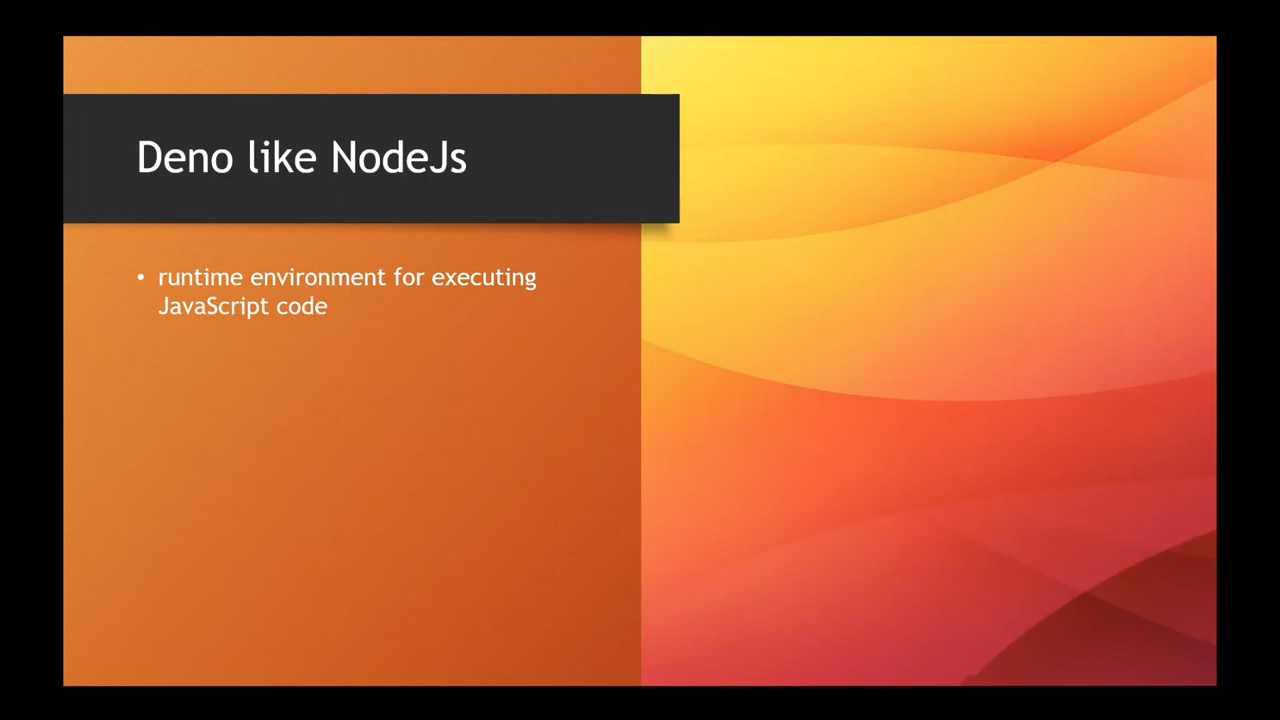 Deno like NodeJs
• runtime environment for executing
JavaScript code